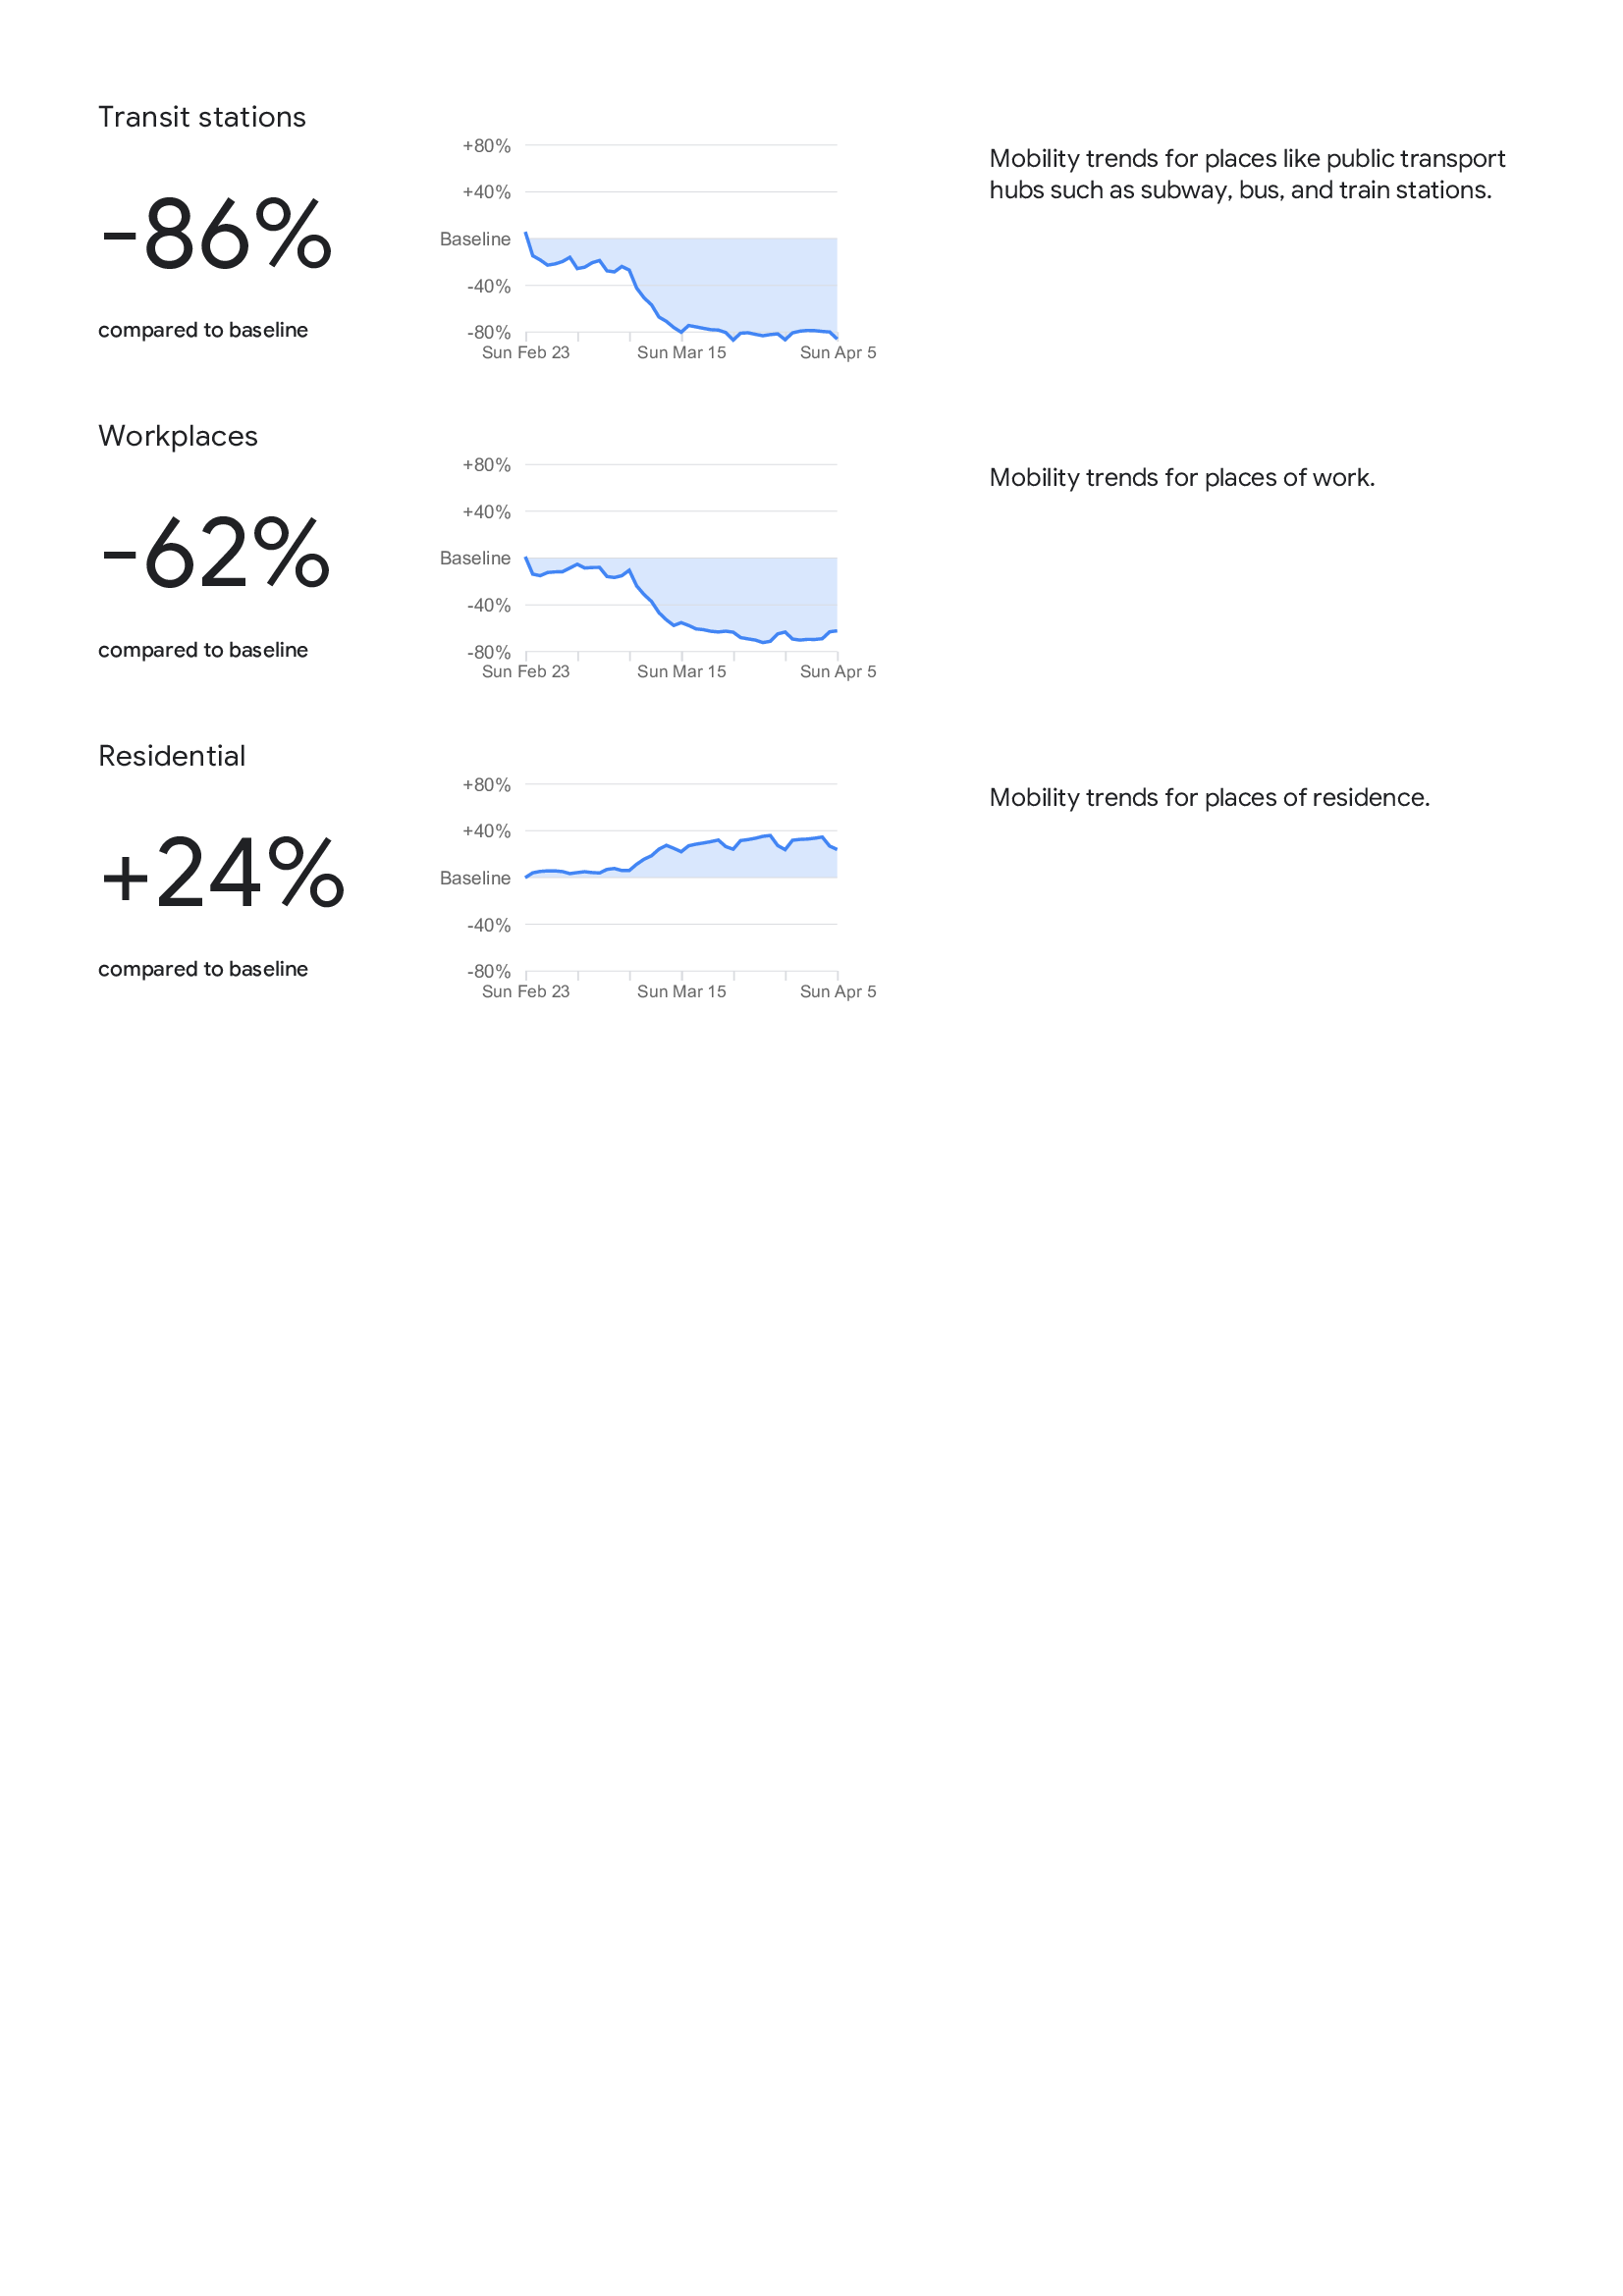 Transit stations
-86%
compared to baseline
+80%
+40%
Baseline
-40%
-80%
Sun Feb 23 Sun Mar 15 Sun Apr 5
Mobility trends for places like public transport
hubs such as subway, bus, and train stations.
Workplaces
-62%
compared to baseline
+80%
+40%
Baseline
-40%
-80%
Sun Feb 23 Sun Mar 15 Sun Apr 5
Mobility trends for places of work.
Residential
+24%
compared to baseline
+80%
+40%
Baseline
-40%
-80%
Sun Feb 23 Sun Mar 15 Sun Apr 5
Mobility trends for places of residence.